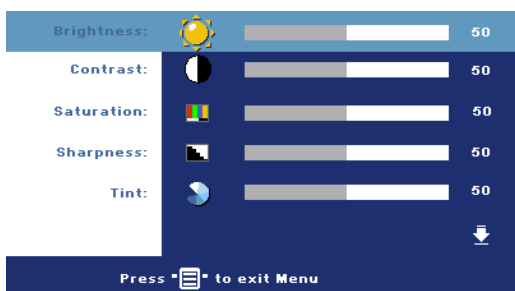 Brightness: 50
Contrast: 50
Saturation: 50
Sharpness: 50
Tint: 50
Press "" to exit Menu